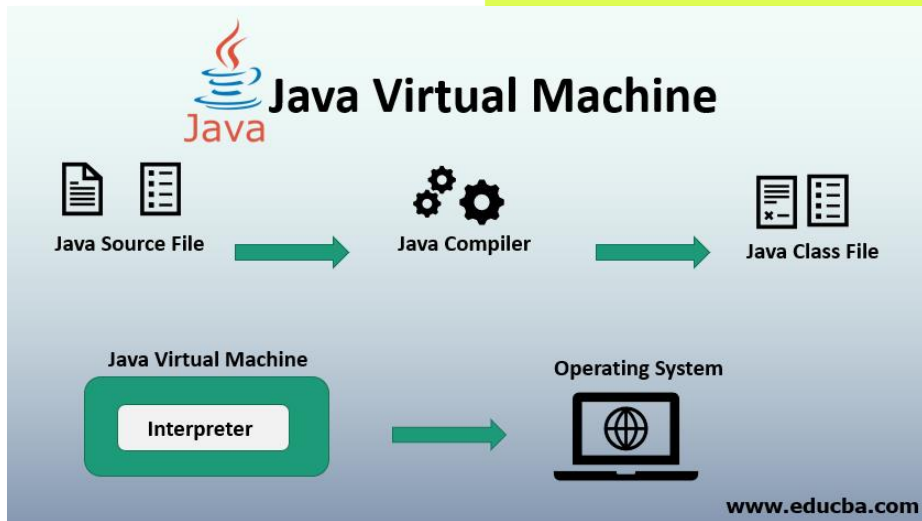 Java
Java Virtual Machine
Java Source File
Java Compiler
Java Class File
Java Virtual Machine
Interpreter
Operating System
www.educba.com